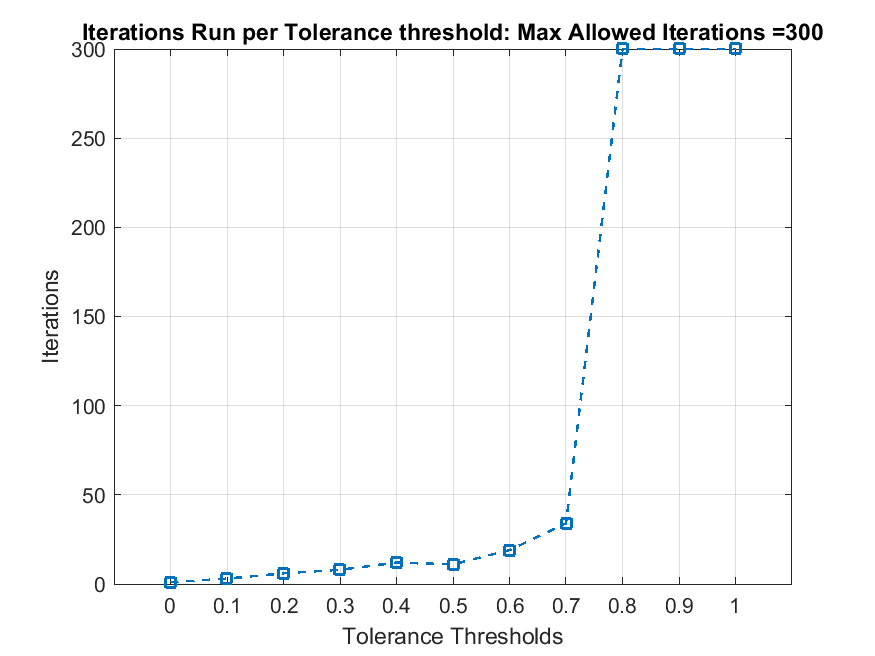 Iterations Run per Tolerance threshold: Max Allowed Iterations =300
300
250
200
150
100
50
0
Iterations
0 0.1 0.2 0.3 0.4 0.5 0.6 0.7 0.8 0.9 1
Tolerance Thresholds